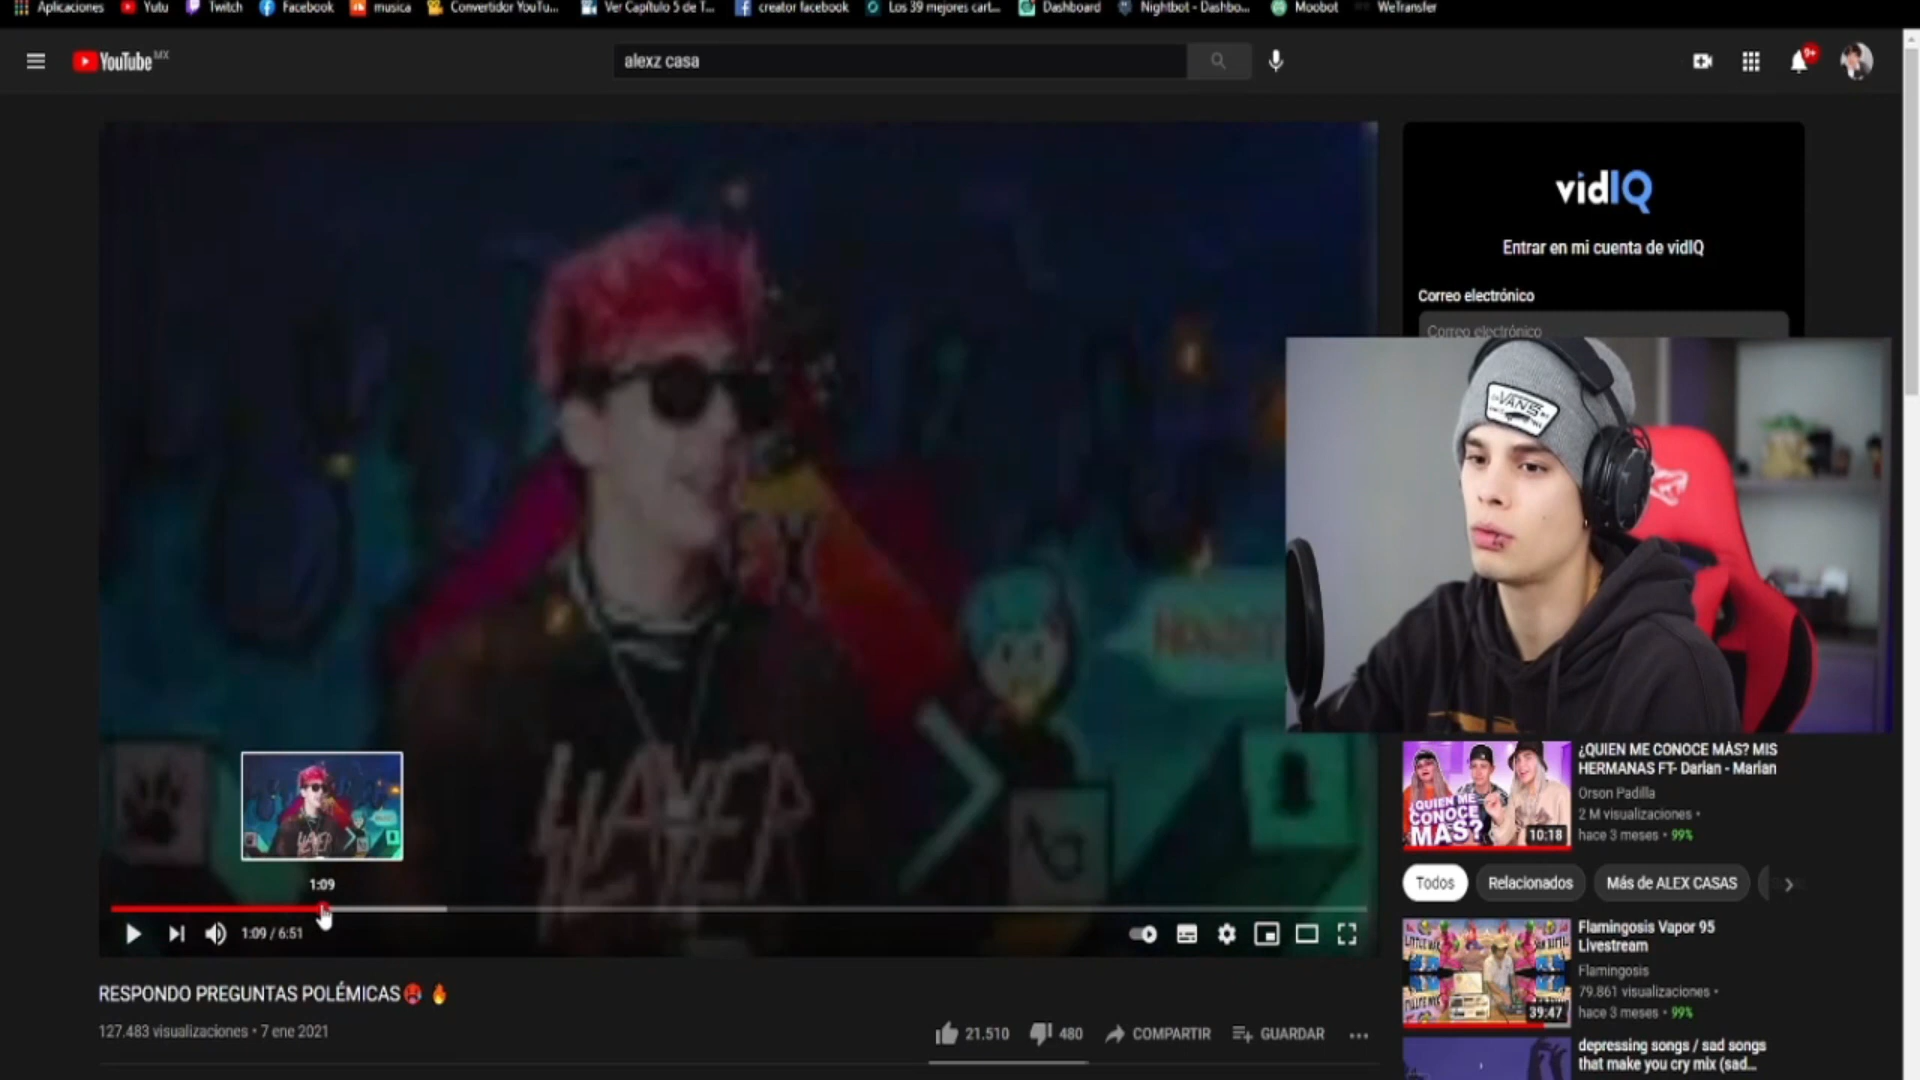 Aplicaciones Yutu Twitch Facebook musica Convertidor YouTu... Ver Capítulo 5 de T... creator facebook Los 39 mejores cart... Dashboard Nightbot - Dashbo... Moobot WeTransfer
YouTube MX
alexz casa
9+
vidIQ
Entrar en mi cuenta de vidIQ
Correo electrónico
Correo electrónico
VANS
SLAYER
1:09
1:09 / 6:51
RESPONDO PREGUNTAS POLÉMICAS
127.483 visualizaciones • 7 ene 2021
21.510 480 COMPARTIR GUARDAR
¿QUIEN ME CONOCE MÁS? MIS
HERMANAS FT- Darian - Marian
Orson Padilla
2 M visualizaciones •
hace 3 meses • 99%
¿QUIEN ME
CONOCE
MÁS?
10:18
Todos Relacionados Más de ALEX CASAS
Flamingosis Vapor 95
Livestream
Flamingosis
79.861 visualizaciones •
hace 3 meses • 99%
39:47
depressing songs / sad songs
that make you cry mix (sad...